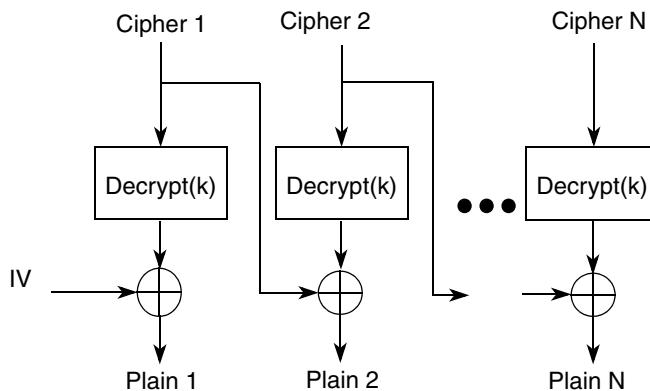 Cipher 1
Cipher 2
Cipher N
Decrypt(k)
Decrypt(k)
Decrypt(k)
IV
Plain 1
Plain 2
Plain N